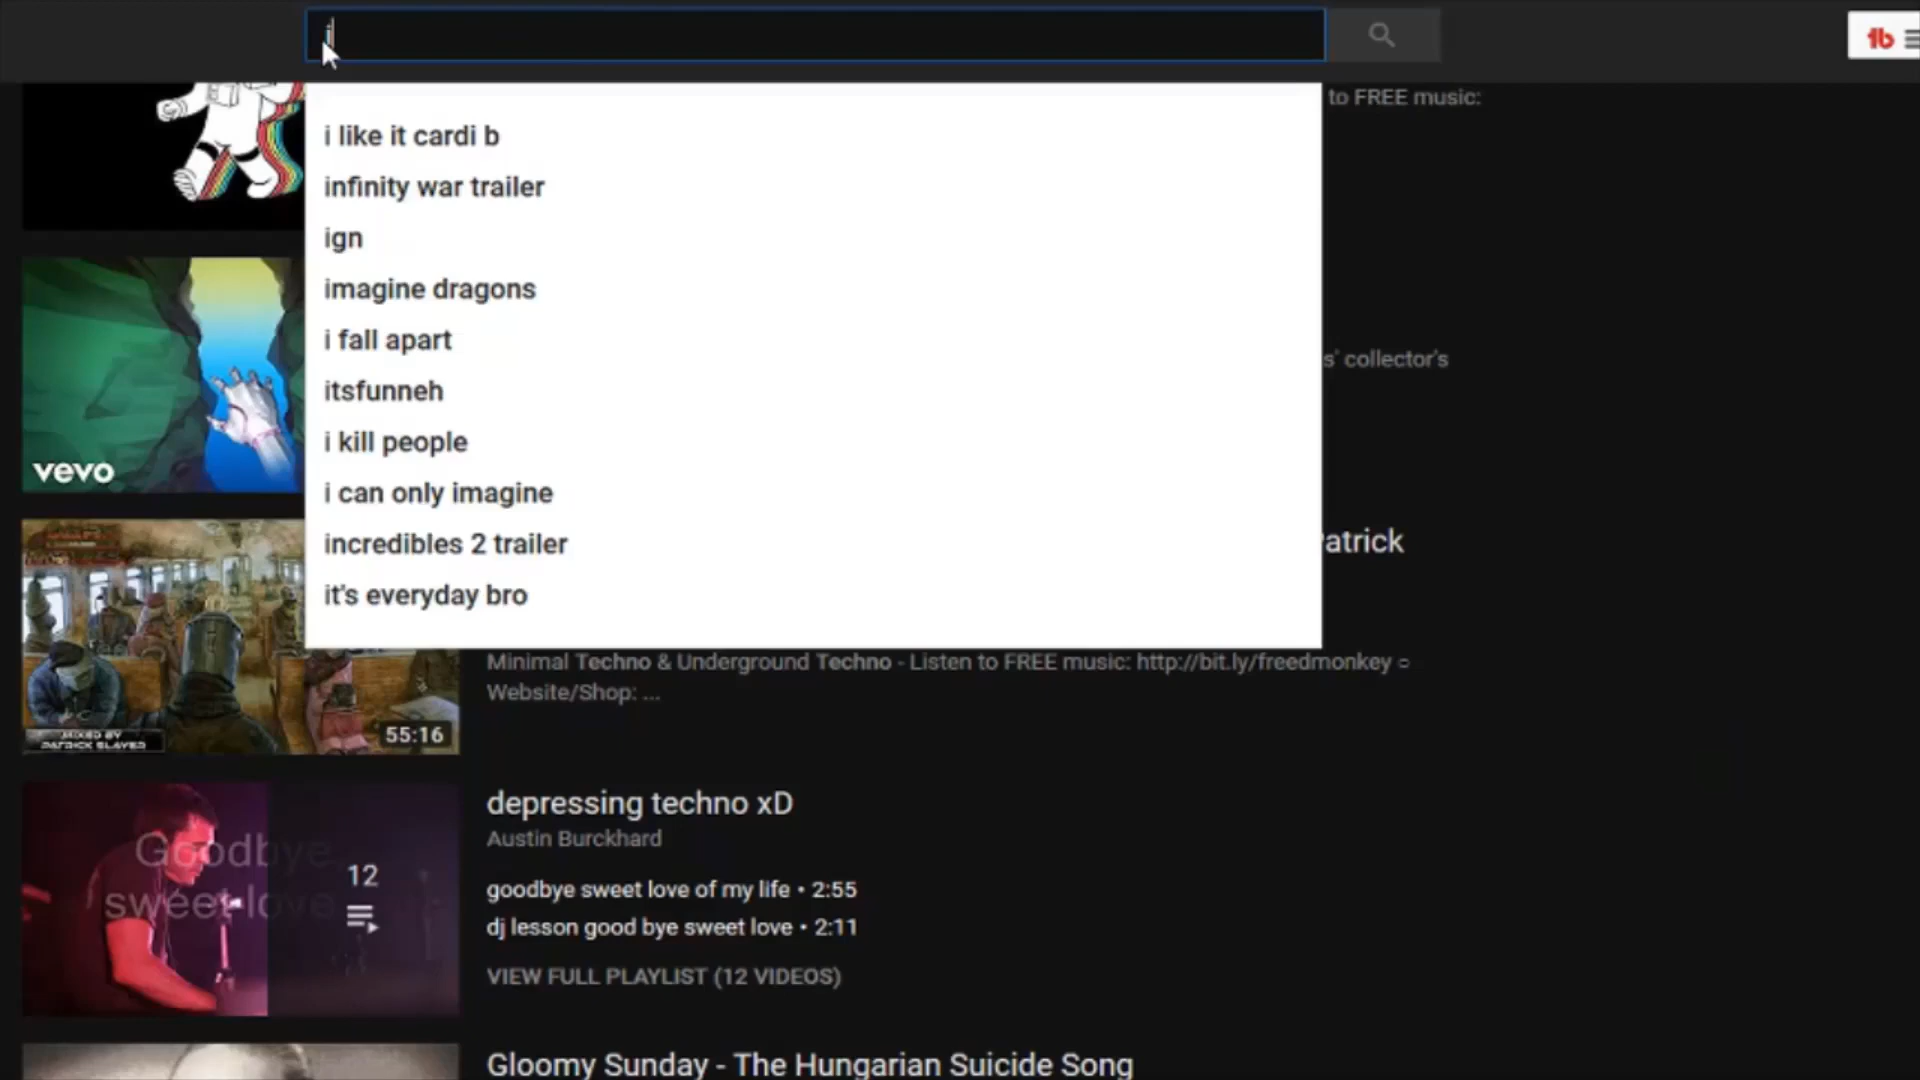 i
to FREE music:
i like it cardi b
infinity war trailer
ign
imagine dragons
i fall apart
s' collector's
itsfunneh
i kill people
vevo
i can only imagine
incredibles 2 trailer
atrick
it's everyday bro
Minimal Techno & Underground Techno - Listen to FREE music: http://bit.ly/freedmonkey ○
Website/Shop: ...
MIXED BY
PATRICK SLAYER
55:16
depressing techno xD
Austin Burckhard
Goodbye
sweet love
12
goodbye sweet love of my life • 2:55
dj lesson good bye sweet love • 2:11
VIEW FULL PLAYLIST (12 VIDEOS)
Gloomy Sunday - The Hungarian Suicide Song